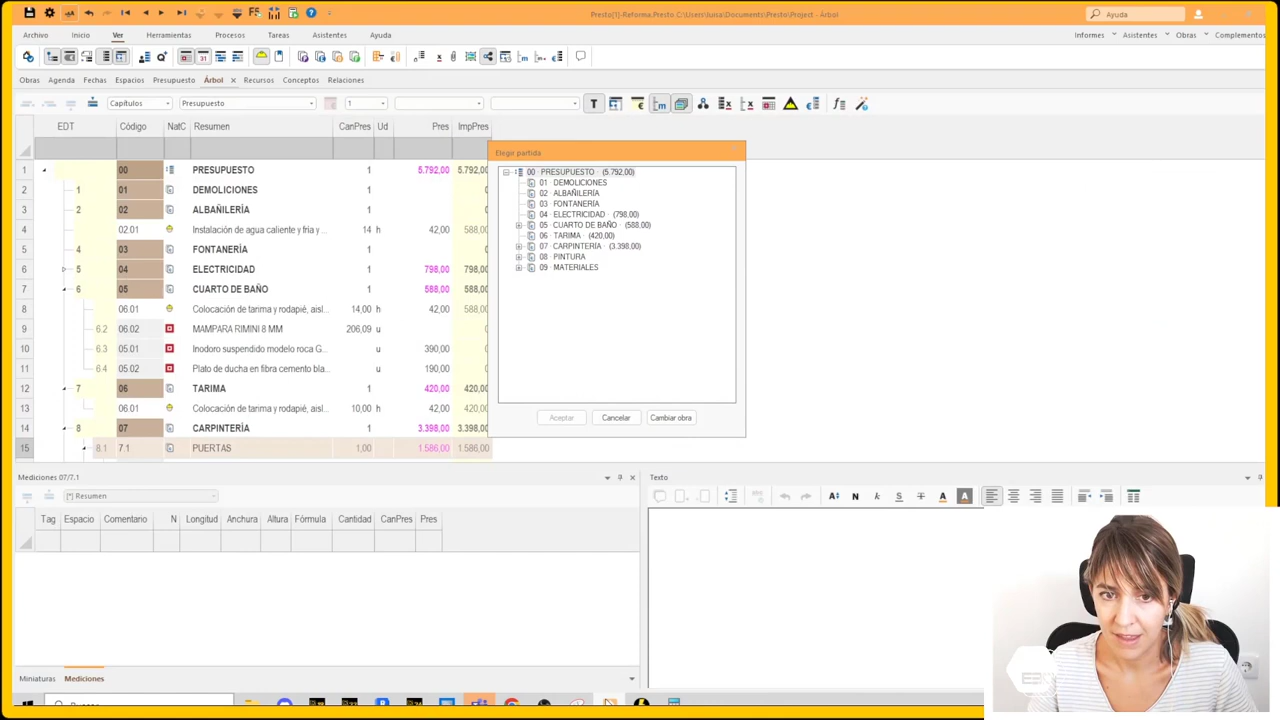 Presto[1]-Reforma.Presto C:\Users\luisa\Documents\Presto\Project - Árbol
Ayuda
Archivo Inicio Ver Herramientas Procesos Tareas Asistentes Ayuda
Informes Asistentes Obras Complementos
Obras Agenda Fechas Espacios Presupuesto Árbol Recursos Conceptos Relaciones
Capítulos Presupuesto 1
EDT Código NatC Resumen CanPres Ud Pres ImpPres
1 00 PRESUPUESTO 1 5.792,00 5.792,00
2 1 01 DEMOLICIONES 1
3 2 02 ALBAÑILERÍA 1
4 02.01 Instalación de agua caliente y fría y ... 14 h 42,00 588,00
5 4 03 FONTANERÍA 1
6 5 04 ELECTRICIDAD 1 798,00 798,00
7 6 05 CUARTO DE BAÑO 1 588,00 588,00
8 06.01 Colocación de tarima y rodapié, aisl... 14,00 h 42,00 588,00
9 6.2 06.02 MAMPARA RIMINI 8 MM 206,09 u
10 6.3 05.01 Inodoro suspendido modelo roca G... u 390,00
11 6.4 05.02 Plato de ducha en fibra cemento bla... u 190,00
12 7 06 TARIMA 1 420,00 420,00
13 06.01 Colocación de tarima y rodapié, aisl... 10,00 h 42,00 420,00
14 8 07 CARPINTERÍA 1 3.398,00 3.398,00
15 8.1 7.1 PUERTAS 1,00 1.586,00 1.586,00
Elegir partida
00 · PRESUPUESTO · (5.792,00)
01 · DEMOLICIONES
02 · ALBAÑILERÍA
03 · FONTANERÍA
04 · ELECTRICIDAD · (798,00)
05 · CUARTO DE BAÑO · (588,00)
06 · TARIMA · (420,00)
07 · CARPINTERÍA · (3.398,00)
08 · PINTURA
09 · MATERIALES
Aceptar Cancelar Cambiar obra
Mediciones 07/7.1
[*] Resumen
Tag Espacio Comentario N Longitud Anchura Altura Fórmula Cantidad CanPres Pres
Texto
N k S T A A
Miniaturas Mediciones